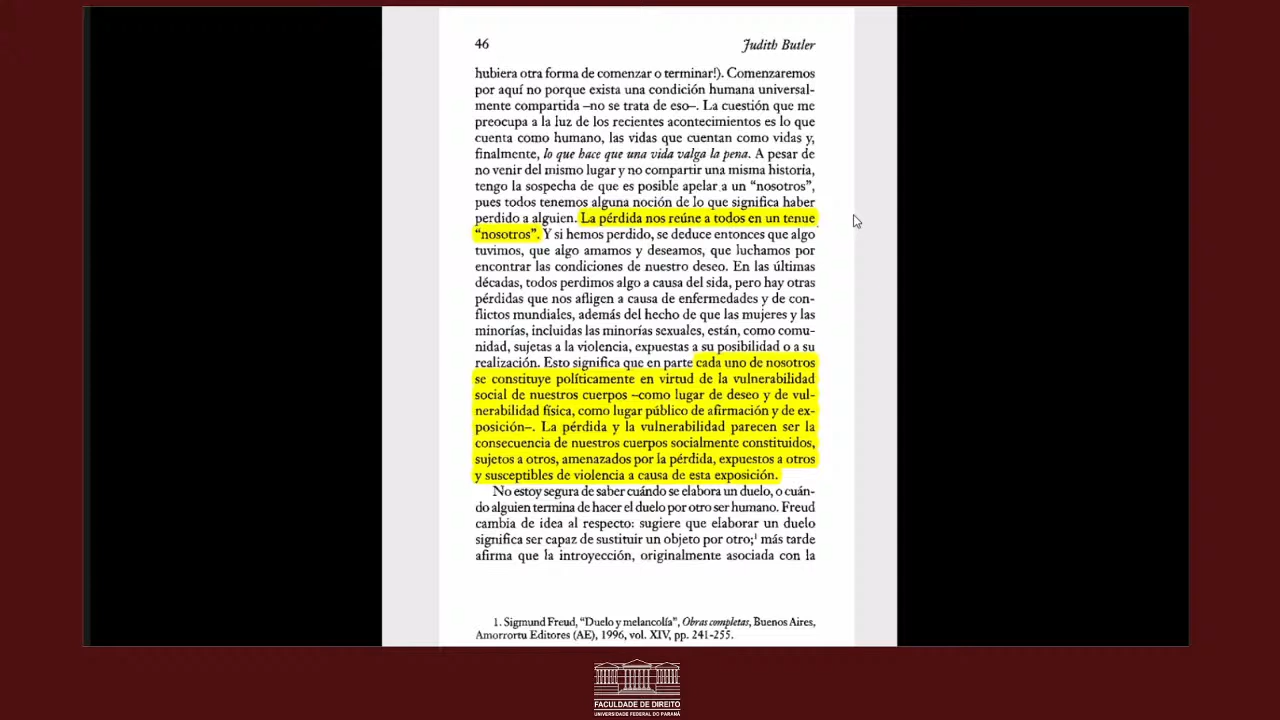 46
Judith Butler
hubiera otra forma de comenzar o terminar!). Comenzaremos
por aquí no porque exista una condición humana universal-
mente compartida –no se trata de eso–. La cuestión que me
preocupa a la luz de los recientes acontecimientos es lo que
cuenta como humano, las vidas que cuentan como vidas y,
finalmente, lo que hace que una vida valga la pena. A pesar de
no venir del mismo lugar y no compartir una misma historia,
tengo la sospecha de que es posible apelar a un “nosotros”,
pues todos tenemos alguna noción de lo que significa haber
perdido a alguien. La pérdida nos reúne a todos en un tenue
“nosotros”. Y si hemos perdido, se deduce entonces que algo
tuvimos, que algo amamos y deseamos, que luchamos por
encontrar las condiciones de nuestro deseo. En las últimas
décadas, todos perdimos algo a causa del sida, pero hay otras
pérdidas que nos afligen a causa de enfermedades y de con-
flictos mundiales, además del hecho de que las mujeres y las
minorías, incluidas las minorías sexuales, están, como comu-
nidad, sujetas a la violencia, expuestas a su posibilidad o a su
realización. Esto significa que en parte cada uno de nosotros
se constituye políticamente en virtud de la vulnerabilidad
social de nuestros cuerpos –como lugar de deseo y de vul-
nerabilidad física, como lugar público de afirmación y de ex-
posición–. La pérdida y la vulnerabilidad parecen ser la
consecuencia de nuestros cuerpos socialmente constituidos,
sujetos a otros, amenazados por la pérdida, expuestos a otros
y susceptibles de violencia a causa de esta exposición.
No estoy segura de saber cuándo se elabora un duelo, o cuán-
do alguien termina de hacer el duelo por otro ser humano. Freud
cambia de idea al respecto: sugiere que elaborar un duelo
significa ser capaz de sustituir un objeto por otro;¹ más tarde
afirma que la introyección, originalmente asociada con la
1. Sigmund Freud, “Duelo y melancolía”, Obras completas, Buenos Aires,
Amorrortu Editores (AE), 1996, vol. XIV, pp. 241-255.
FACULDADE DE DIREITO
UNIVERSIDADE FEDERAL DO PARANÁ